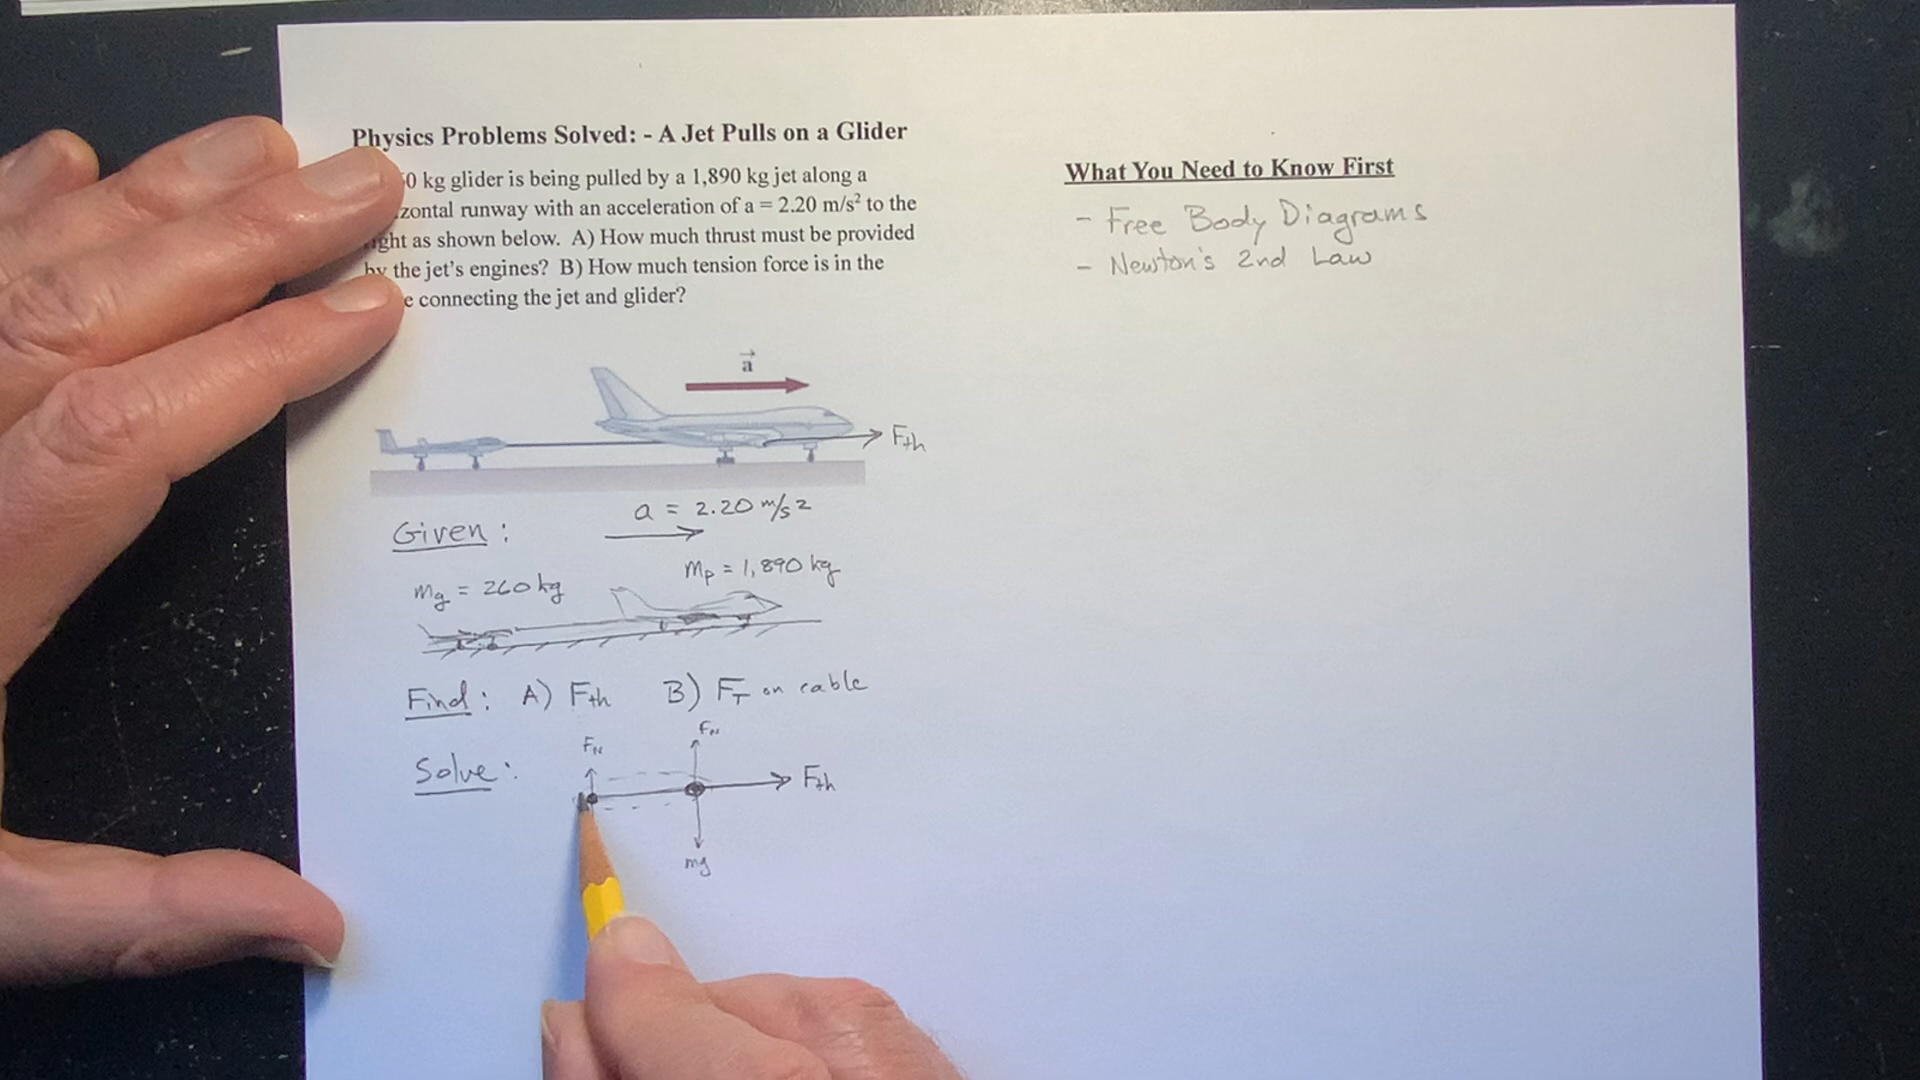 Physics Problems Solved: - A Jet Pulls on a Glider
0 kg glider is being pulled by a 1,890 kg jet along a
zontal runway with an acceleration of a = 2.20 m/s² to the
ght as shown below. A) How much thrust must be provided
by the jet's engines? B) How much tension force is in the
e connecting the jet and glider?
What You Need to Know First
- Free Body Diagrams
- Newton's 2nd Law
a
Fth
Given: a = 2.20 m/s²
mg = 260 kg mp = 1,890 kg
Find: A) Fth B) FT on cable
Solve: FN FN
Fth
mg